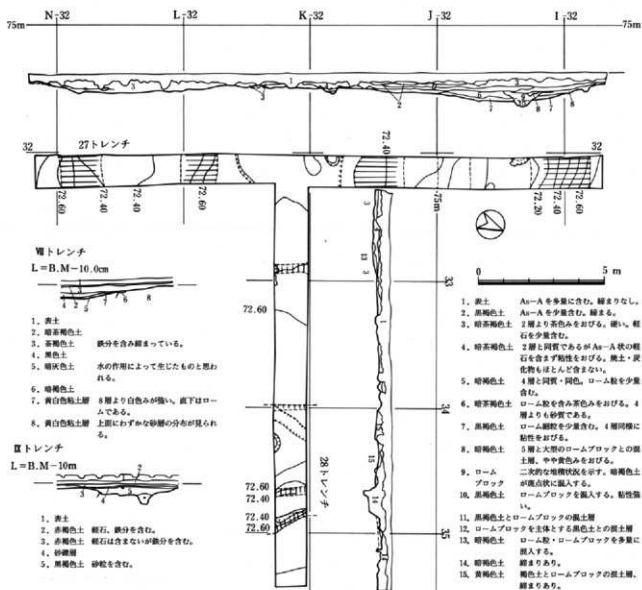 N-32 L-32 K-32 J-32 I-32
75m 75m
1
3
3
2
7
8
7
8
27トレンチ
32 32
72.40
72.60
72.40
72.40
72.60
75m
72.20
72.40
72.60
Ⅷトレンチ
L=B.M-10.0cm
4 2 5 7 6 8
1、表土
2、暗茶褐色土
3、茶褐色土 鉄分を含み締まっている。
4、黒色土
5、暗灰色土 水の作用によって生じたものと思わ
れる。
6、暗褐色土
7、黄白色粘土層 8層より白色みが強い。直下はロー
ムである。
8、黄白色粘土層 上面にわずかな砂層の分布が見られ
る。
Ⅸトレンチ
L=B.M-10m
2
3 4 5
1、表土
2、赤褐色土 軽石、鉄分を含む。
3、赤褐色土 軽石は含まないが鉄分を含む。
4、砂礫層
5、黒褐色土 砂粒を含む。
3
13
3
1
33
72.60
34
15
14
28トレンチ
72.60
72.40
72.40
72.60
35
0 5 m
1、表土 As-Aを多量に含む。締まりなし。
2、黒褐色土 As-Aを少量含む。締まる。
3、暗茶褐色土 2層より茶色みをおびる。硬い。軽
石を少量含む。
4、暗茶褐色土 2層と同質であるがAs-A状の軽
石を含まず粘性をおびる。焼土・炭
化物もほとんど含まない。
5、暗褐色土 4層と同質・同色。ローム粒を少量
含む。
6、暗茶褐色土 ローム粒を含み茶色みをおびる。4
層よりも砂質である。
7、黒褐色土 ローム細粒を少量含む。4層同様に
粘性をおびる。
8、暗褐色土 5層と大型のロームブロックとの混
土層、やや黄色みをおびる。
9、ローム 二次的な堆積状況を示す。暗褐色土
ブロック が斑点状に混入する。
10、黒褐色土 ロームブロックを混入する。粘性強
い。
11、黒褐色土とロームブロックの混土層
12、ロームブロックを主体とする黒色土との混土層
13、暗褐色土 ローム粒・ロームブロックを多量に
混入する。
14、暗褐色土 締まりあり。
15、黄褐色土 褐色土とロームブロックの混土層、
締まりあり。